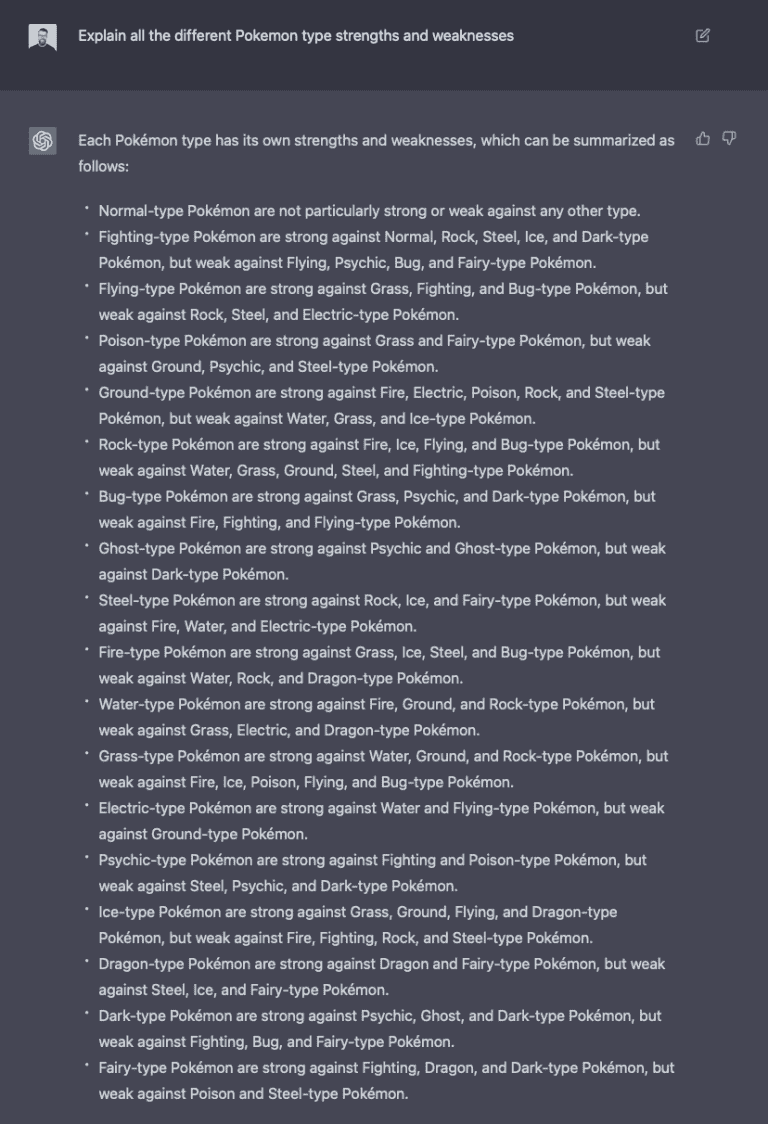 Explain all the different Pokemon type strengths and weaknesses
Each Pokémon type has its own strengths and weaknesses, which can be summarized as
follows:
• Normal-type Pokémon are not particularly strong or weak against any other type.
• Fighting-type Pokémon are strong against Normal, Rock, Steel, Ice, and Dark-type
Pokémon, but weak against Flying, Psychic, Bug, and Fairy-type Pokémon.
• Flying-type Pokémon are strong against Grass, Fighting, and Bug-type Pokémon, but
weak against Rock, Steel, and Electric-type Pokémon.
• Poison-type Pokémon are strong against Grass and Fairy-type Pokémon, but weak
against Ground, Psychic, and Steel-type Pokémon.
• Ground-type Pokémon are strong against Fire, Electric, Poison, Rock, and Steel-type
Pokémon, but weak against Water, Grass, and Ice-type Pokémon.
• Rock-type Pokémon are strong against Fire, Ice, Flying, and Bug-type Pokémon, but
weak against Water, Grass, Ground, Steel, and Fighting-type Pokémon.
• Bug-type Pokémon are strong against Grass, Psychic, and Dark-type Pokémon, but
weak against Fire, Fighting, and Flying-type Pokémon.
• Ghost-type Pokémon are strong against Psychic and Ghost-type Pokémon, but weak
against Dark-type Pokémon.
• Steel-type Pokémon are strong against Rock, Ice, and Fairy-type Pokémon, but weak
against Fire, Water, and Electric-type Pokémon.
• Fire-type Pokémon are strong against Grass, Ice, Steel, and Bug-type Pokémon, but
weak against Water, Rock, and Dragon-type Pokémon.
• Water-type Pokémon are strong against Fire, Ground, and Rock-type Pokémon, but
weak against Grass, Electric, and Dragon-type Pokémon.
• Grass-type Pokémon are strong against Water, Ground, and Rock-type Pokémon, but
weak against Fire, Ice, Poison, Flying, and Bug-type Pokémon.
• Electric-type Pokémon are strong against Water and Flying-type Pokémon, but weak
against Ground-type Pokémon.
• Psychic-type Pokémon are strong against Fighting and Poison-type Pokémon, but
weak against Steel, Psychic, and Dark-type Pokémon.
• Ice-type Pokémon are strong against Grass, Ground, Flying, and Dragon-type
Pokémon, but weak against Fire, Fighting, Rock, and Steel-type Pokémon.
• Dragon-type Pokémon are strong against Dragon and Fairy-type Pokémon, but weak
against Steel, Ice, and Fairy-type Pokémon.
• Dark-type Pokémon are strong against Psychic, Ghost, and Dark-type Pokémon, but
weak against Fighting, Bug, and Fairy-type Pokémon.
• Fairy-type Pokémon are strong against Fighting, Dragon, and Dark-type Pokémon, but
weak against Poison and Steel-type Pokémon.